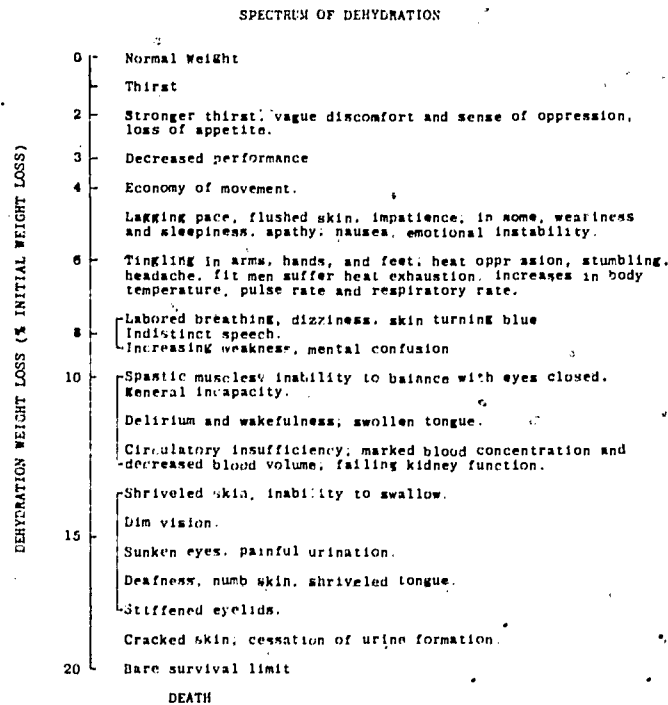 SPECTRUM OF DEHYDRATION
DEHYDRATION WEIGHT LOSS (% INITIAL WEIGHT LOSS)
0 Normal Weight
Thirst
2 Stronger thirst; vague discomfort and sense of oppression,
loss of appetite.
3 Decreased performance
4 Economy of movement.
Lagging pace, flushed skin, impatience; in some, weariness
and sleepiness, apathy; nausea, emotional instability.
6 Tingling in arms, hands, and feet; heat oppr ssion, stumbling,
headache, fit men suffer heat exhaustion, increases in body
temperature, pulse rate and respiratory rate.
Labored breathing, dizziness, skin turning blue
8 Indistinct speech.
Increasing weakness, mental confusion
10 Spastic muscles; inability to balance with eyes closed,
general incapacity.
Delirium and wakefulness; swollen tongue.
Circulatory insufficiency; marked blood concentration and
decreased blood volume; failing kidney function.
Shriveled skin, inability to swallow.
Dim vision.
15
Sunken eyes, painful urination.
Deafness, numb skin, shriveled tongue.
Stiffened eyelids.
Cracked skin; cessation of urine formation.
20 Bare survival limit
DEATH